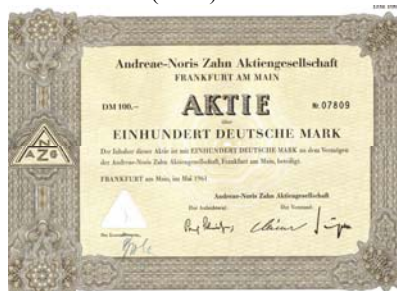 Andreae-Noris Zahn Aktiengesellschaft
FRANKFURT AM MAIN
DM 100.– AKTIE Nr. 07809
über
EINHUNDERT DEUTSCHE MARK
Der Inhaber dieser Aktie ist mit EINHUNDERT DEUTSCHE MARK an dem Vermögen
der Andreae-Noris Zahn Aktiengesellschaft, Frankfurt am Main, beteiligt.
FRANKFURT am Main, im Mai 1961
Andreae-Noris Zahn Aktiengesellschaft
Der Aufsichtsrat: Der Vorstand:
N
A Z G